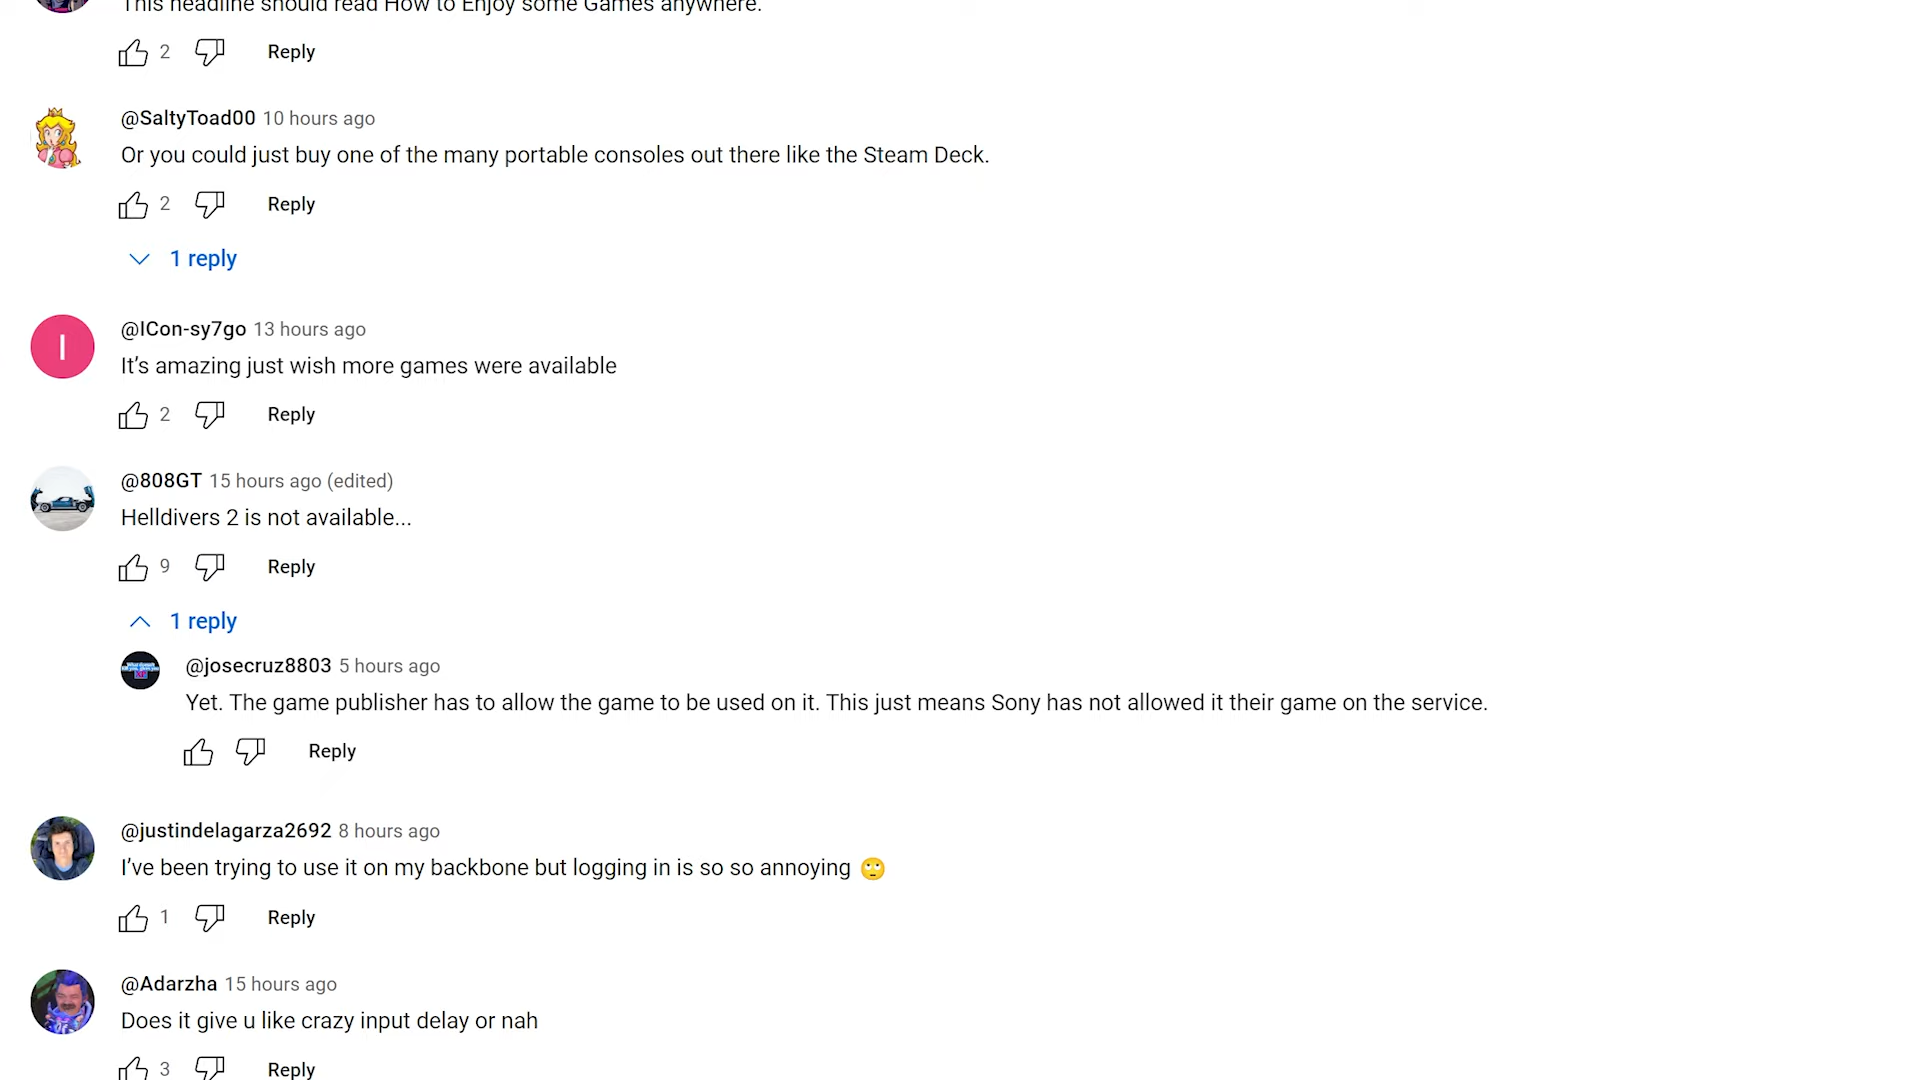 This headline should read How to Enjoy some Games anywhere.
2 Reply
@SaltyToad00 10 hours ago
Or you could just buy one of the many portable consoles out there like the Steam Deck.
2 Reply
1 reply
I
@ICon-sy7go 13 hours ago
It’s amazing just wish more games were available
2 Reply
@808GT 15 hours ago (edited)
Helldivers 2 is not available...
9 Reply
1 reply
@josecruz8803 5 hours ago
Yet. The game publisher has to allow the game to be used on it. This just means Sony has not allowed it their game on the service.
Reply
@justindelagarza2692 8 hours ago
I’ve been trying to use it on my backbone but logging in is so so annoying 🙄
1 Reply
@Adarzha 15 hours ago
Does it give u like crazy input delay or nah
3 Reply